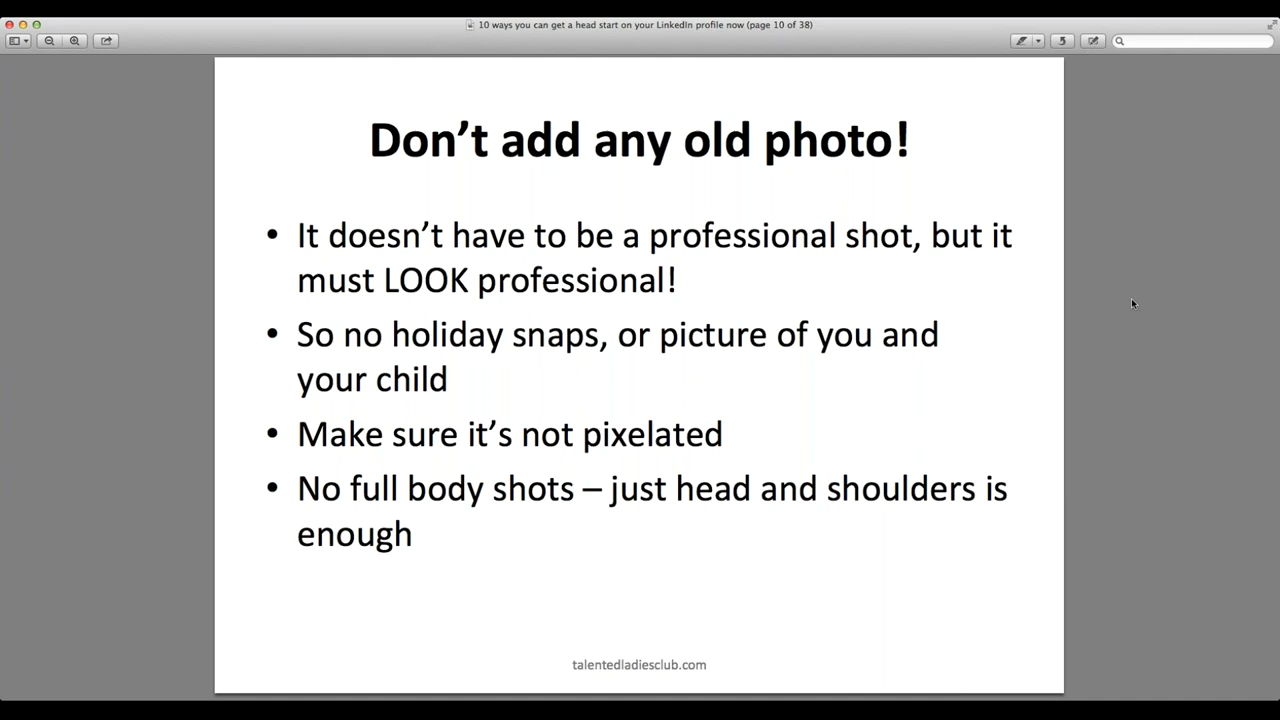 10 ways you can get a head start on your LinkedIn profile now (page 10 of 38)
Don’t add any old photo!
• It doesn’t have to be a professional shot, but it
must LOOK professional!
• So no holiday snaps, or picture of you and
your child
• Make sure it’s not pixelated
• No full body shots – just head and shoulders is
enough
talentedladiesclub.com